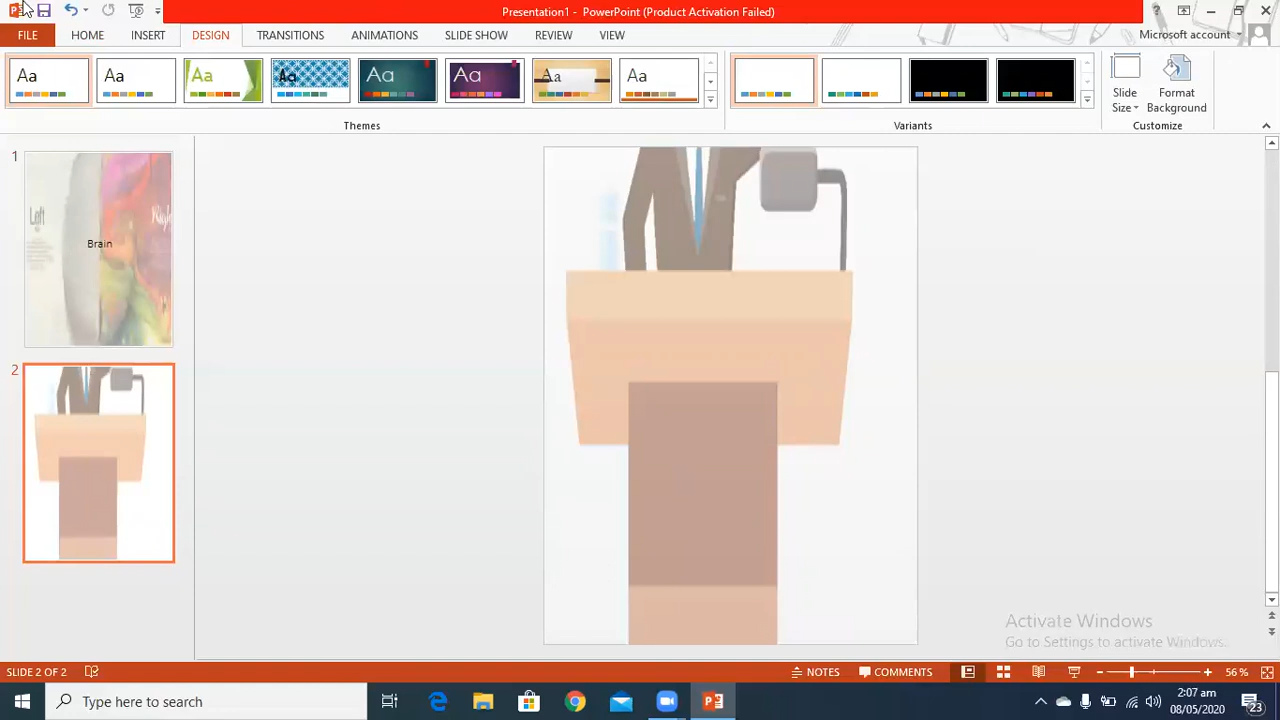 Presentation1 - PowerPoint (Product Activation Failed)
?
FILE
HOME
INSERT
DESIGN
TRANSITIONS
ANIMATIONS
SLIDE SHOW
REVIEW
VIEW
Microsoft account
Aa
Aa
Aa
Aa
Aa
Aa
Aa
Aa
Slide
Size
Format
Background
Themes
Variants
Customize
1
Left
Right
Brain
2
Activate Windows
Go to Settings to activate Windows.
SLIDE 2 OF 2
NOTES
COMMENTS
56 %
Type here to search
2:07 am
08/05/2020
23